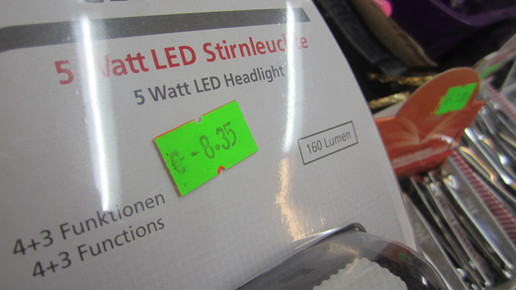 5 Watt LED Stirnleuchte
5 Watt LED Headlight
€-8.35
160 Lumen
4+3 Funktionen
4+3 Functions